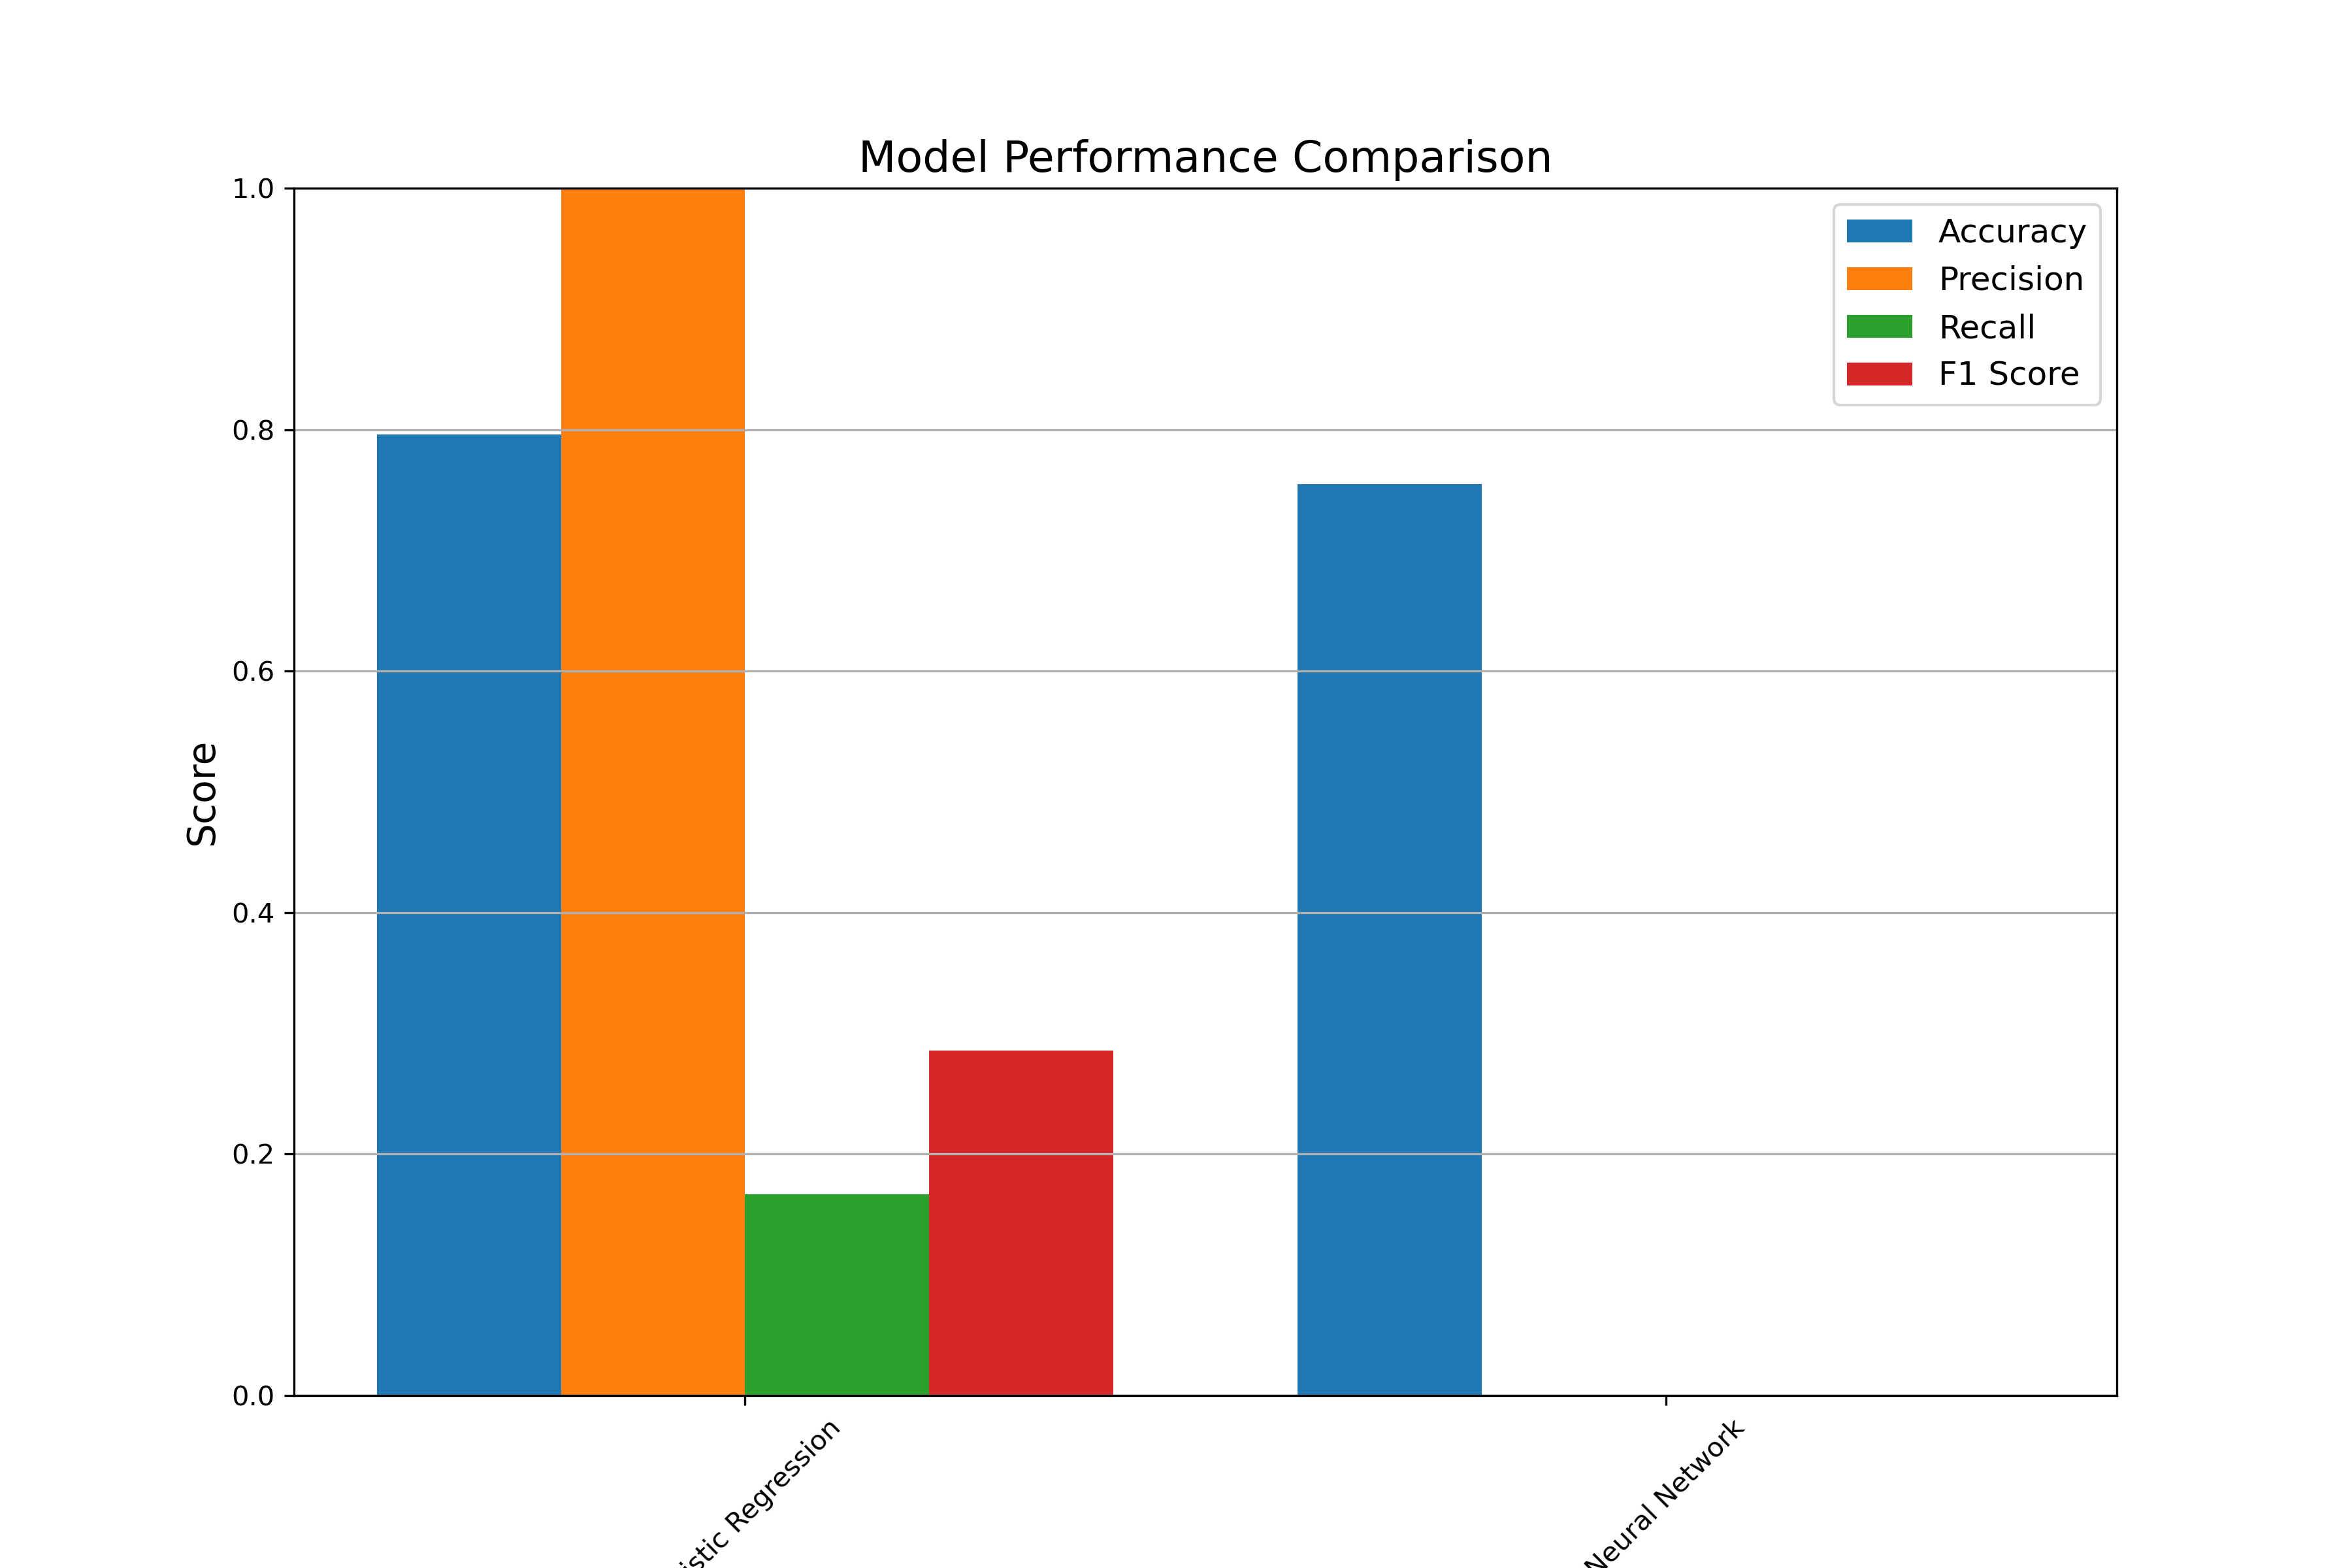 Model Performance Comparison
1.0
0.8
0.6
0.4
0.2
0.0
Score
Accuracy
Precision
Recall
F1 Score
Regression
Neural Network